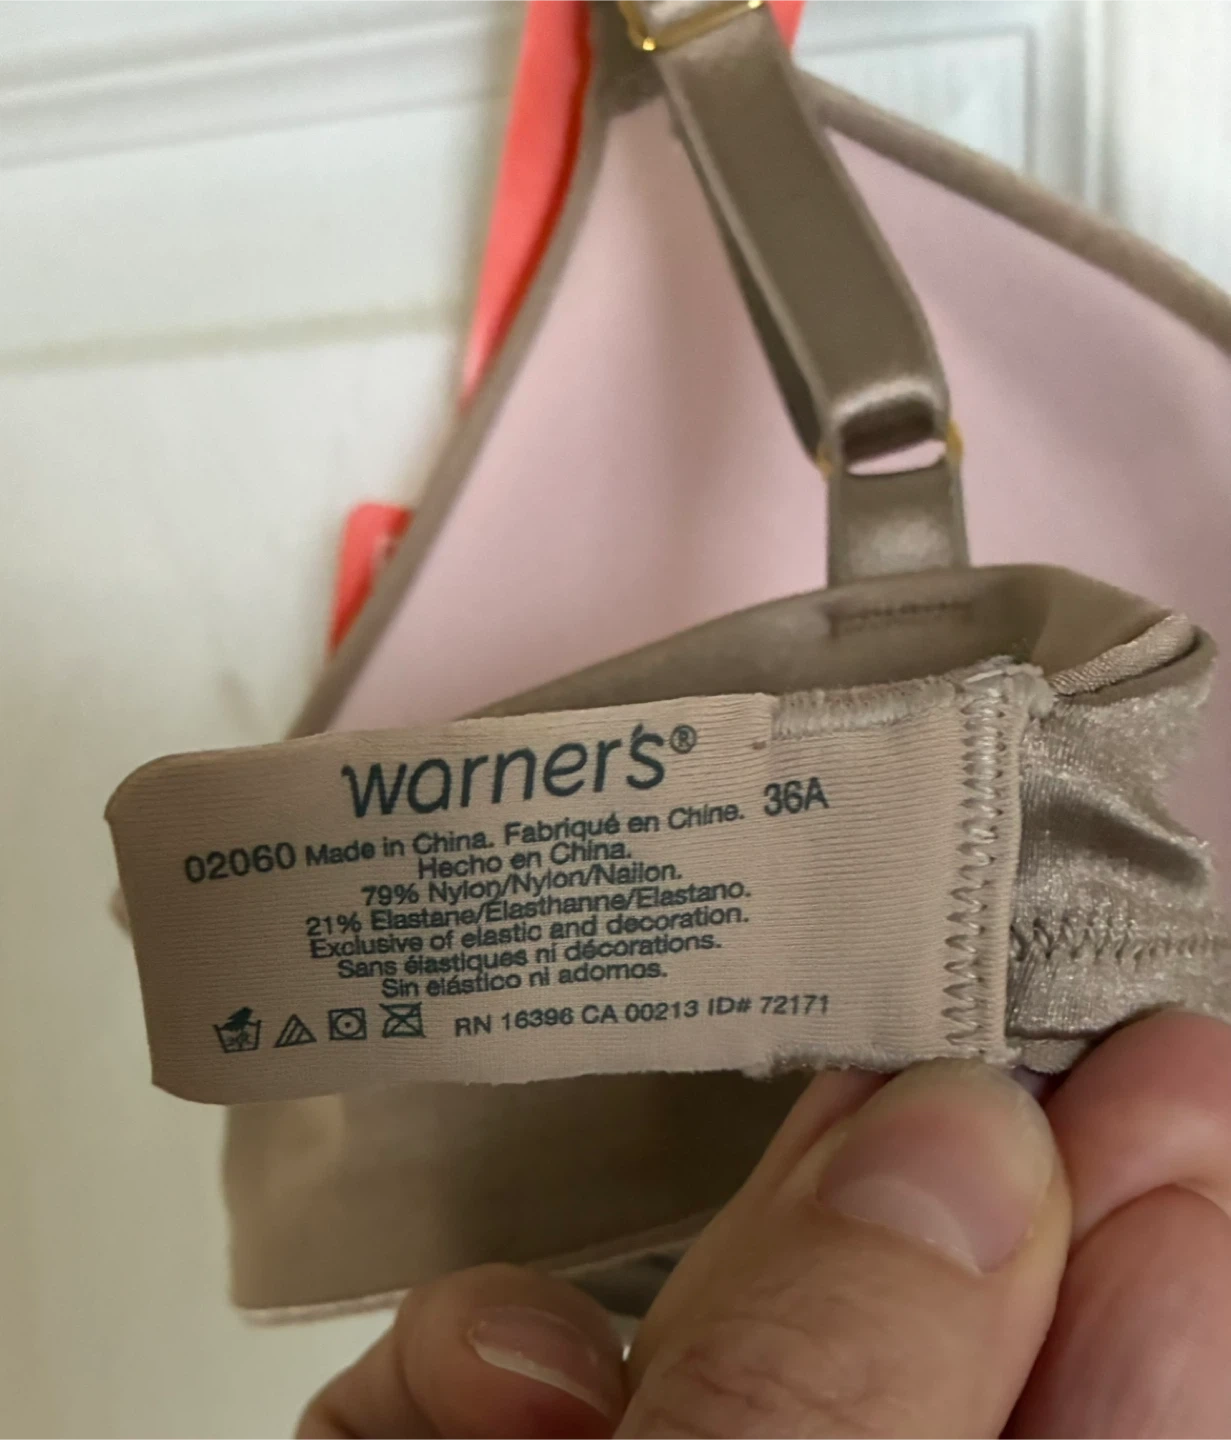 warner's®
36A
02060 Made in China. Fabriqué en Chine.
Hecho en China.
79% Nylon/Nylon/Nailon.
21% Elastane/Élasthanne/Elastano.
Exclusive of elastic and decoration.
Sans élastiques ni décorations.
Sin elástico ni adornos.
RN 16396 CA 00213 ID# 72171